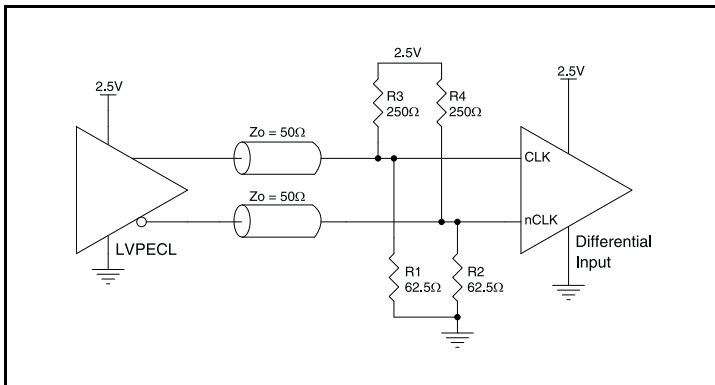 2.5V
2.5V
2.5V
R3
250Ω
R4
250Ω
Zo = 50Ω
CLK
Zo = 50Ω
nCLK
LVPECL
Differential
Input
R1
62.5Ω
R2
62.5Ω